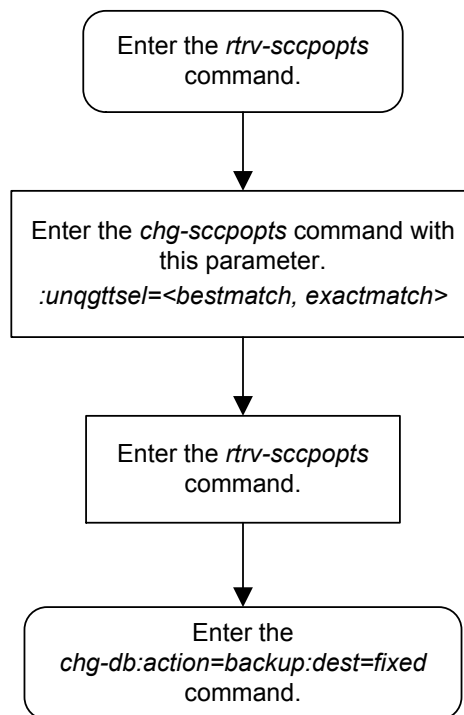 Enter the rtrv-sccpopts
command.
Enter the chg-sccpopts command with
this parameter.
:unqgttsel=<bestmatch, exactmatch>
Enter the rtrv-sccpopts
command.
Enter the
chg-db:action=backup:dest=fixed
command.